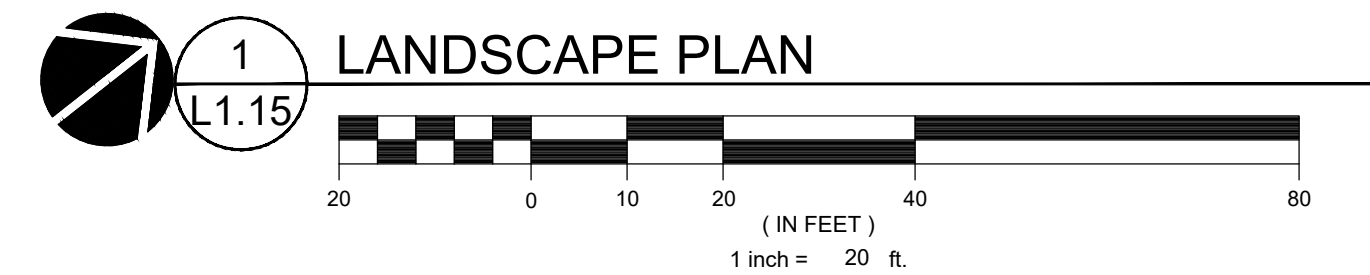 1 LANDSCAPE PLAN
L1.15
20 0 10 20 40 80
( IN FEET )
1 inch = 20 ft.